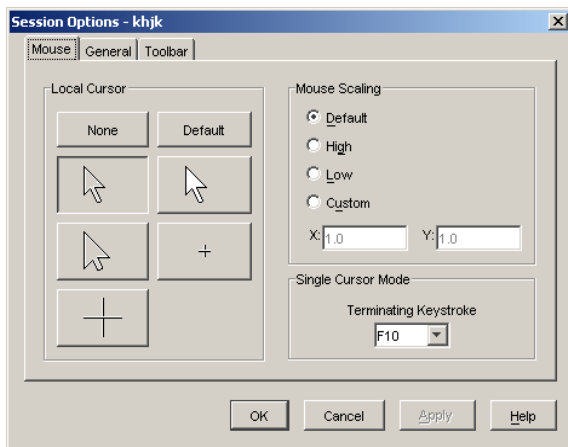 Session Options - khjk
Mouse General Toolbar
Local Cursor
None Default
Mouse Scaling
Default
High
Low
Custom
X: 1.0 Y: 1.0
Single Cursor Mode
Terminating Keystroke
F10
OK Cancel Apply Help